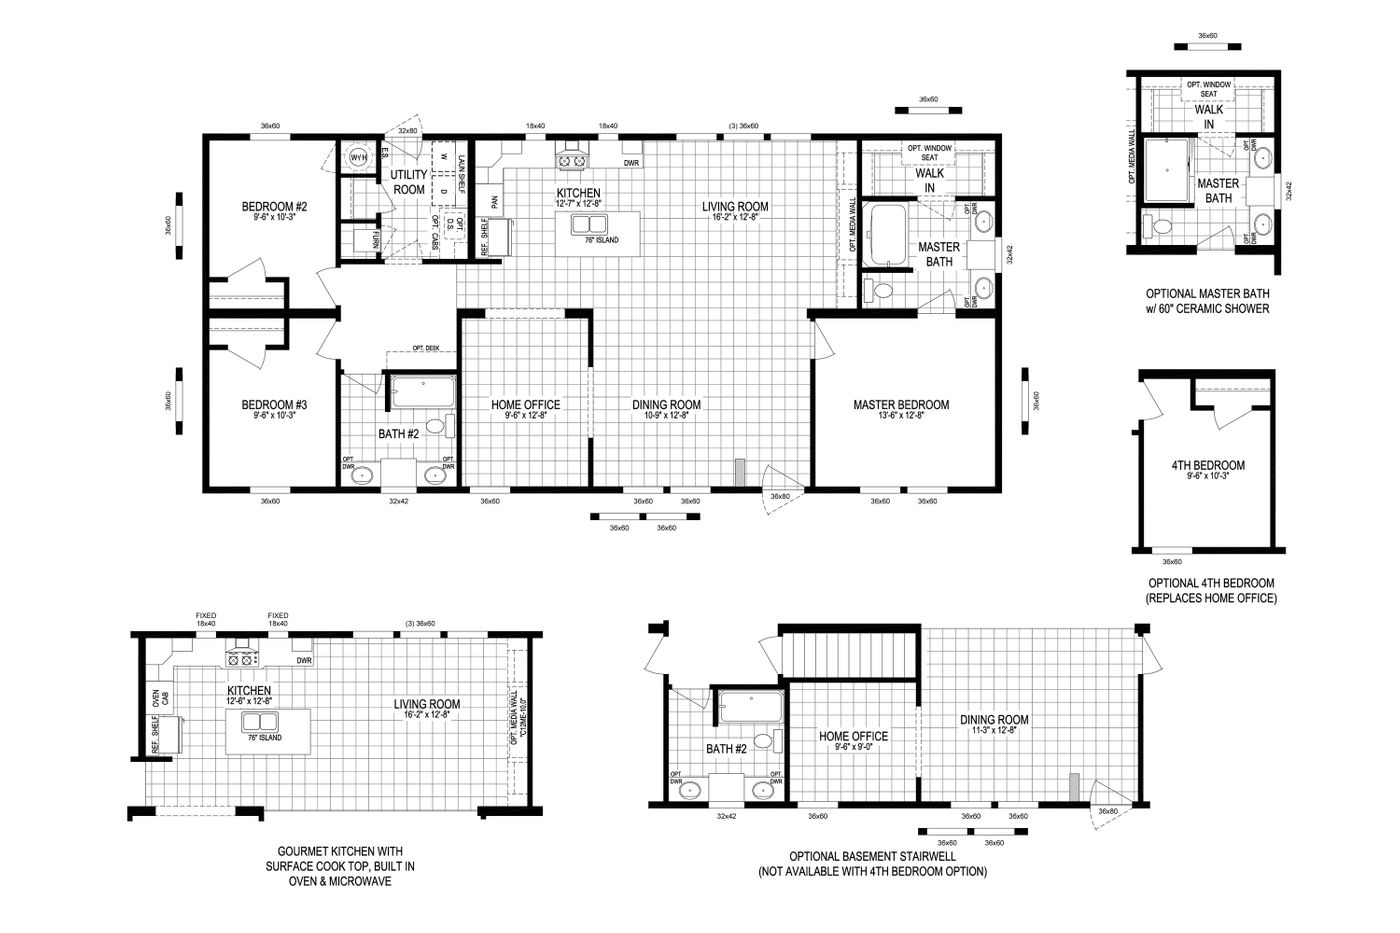 36x60
36x60
OPT. WINDOW
SEAT
WALK
IN
OPT. MEDIA WALL
OPT.
DWR
MASTER
BATH
32x42
OPT.
DWR
OPTIONAL MASTER BATH
w/ 60" CERAMIC SHOWER
36x60
32x80
18x40
18x40
(3) 36x60
36x60
W/H
E.S.
W
LAUN SHELF
UTILITY
ROOM
D
OPT.
D.S.
OPT. CABS
FURN
BEDROOM #2
9'-6" x 10'-3"
DWR
KITCHEN
12'-7" x 12'-8"
PAN
REF. SHELF
76" ISLAND
LIVING ROOM
16'-2" x 12'-8"
OPT. MEDIA WALL
OPT. WINDOW
SEAT
WALK
IN
OPT.
DWR
MASTER
BATH
32x42
OPT.
DWR
36x60
BEDROOM #3
9'-6" x 10'-3"
OPT. DESK
BATH #2
OPT.
DWR
OPT.
DWR
HOME OFFICE
9'-6" x 12'-8"
DINING ROOM
10-9" x 12'-8"
MASTER BEDROOM
13'-6" x 12'-8"
36x60
36x60
32x42
36x60
36x60
36x60
36x80
36x60
36x60
36x60
36x60
4TH BEDROOM
9'-6" x 10'-3"
36x60
OPTIONAL 4TH BEDROOM
(REPLACES HOME OFFICE)
FIXED
18x40
FIXED
18x40
(3) 36x60
DWR
KITCHEN
12'-6" x 12'-8"
OVEN
CAB
REF. SHELF
76" ISLAND
LIVING ROOM
16'-2" x 12'-8"
OPT. MEDIA WALL
"C12ME-10.0"
GOURMET KITCHEN WITH
SURFACE COOK TOP, BUILT IN
OVEN & MICROWAVE
BATH #2
OPT.
DWR
OPT.
DWR
HOME OFFICE
9'-6" x 9'-0"
DINING ROOM
11-3" x 12'-8"
32x42
36x60
36x60
36x60
36x80
36x60
36x60
OPTIONAL BASEMENT STAIRWELL
(NOT AVAILABLE WITH 4TH BEDROOM OPTION)